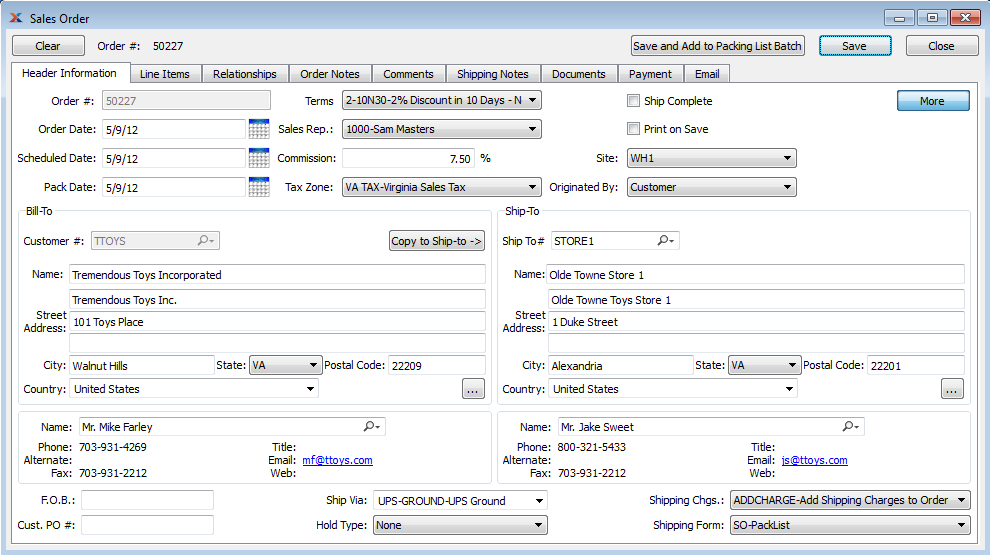 Sales Order
Clear Order #: 50227 Save and Add to Packing List Batch Save Close
Header Information Line Items Relationships Order Notes Comments Shipping Notes Documents Payment Email
Order #: 50227 Terms 2-10N30-2% Discount in 10 Days - N Ship Complete More
Order Date: 5/9/12 Sales Rep.: 1000-Sam Masters Print on Save
Scheduled Date: 5/9/12 Commission: 7.50 % Site: WH1
Pack Date: 5/9/12 Tax Zone: VA TAX-Virginia Sales Tax Originated By: Customer
Bill-To
Customer #: TTOYS Copy to Ship-to ->
Name: Tremendous Toys Incorporated
Tremendous Toys Inc.
Street Address: 101 Toys Place
City: Walnut Hills State: VA Postal Code: 22209
Country: United States ...
Ship-To
Ship To# STORE1
Name: Olde Towne Store 1
Olde Towne Toys Store 1
Street Address: 1 Duke Street
City: Alexandria State: VA Postal Code: 22201
Country: United States ...
Name: Mr. Mike Farley
Phone: 703-931-4269 Title:
Alternate: Email: mf@ttoys.com
Fax: 703-931-2212 Web:
Name: Mr. Jake Sweet
Phone: 800-321-5433 Title:
Alternate: Email: js@ttoys.com
Fax: 703-931-2212 Web:
F.O.B.: Ship Via: UPS-GROUND-UPS Ground Shipping Chgs.: ADDCHARGE-Add Shipping Charges to Order
Cust. PO #: Hold Type: None Shipping Form: SO-PackList